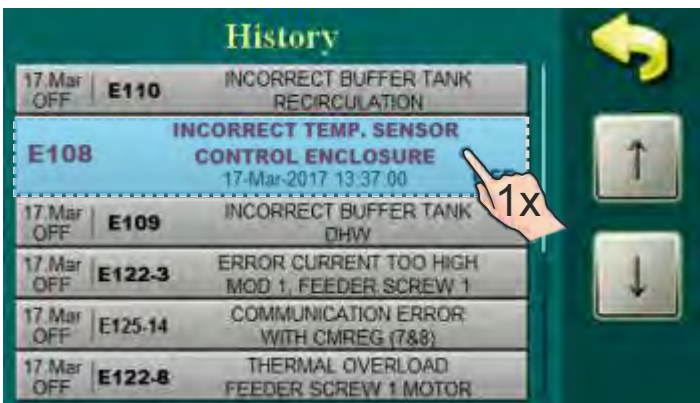 History
17.Mar
OFF
E110
INCORRECT BUFFER TANK
RECIRCULATION
E108
INCORRECT TEMP. SENSOR
CONTROL ENCLOSURE
17-Mar-2017 13:37:00
1x
17.Mar
OFF
E109
INCORRECT BUFFER TANK
DHW
17.Mar
OFF
E122-3
ERROR CURRENT TOO HIGH
MOD 1, FEEDER SCREW 1
17.Mar
OFF
E125-14
COMMUNICATION ERROR
WITH CMREG (7&8)
17.Mar
OFF
E122-8
THERMAL OVERLOAD
FEEDER SCREW 1 MOTOR